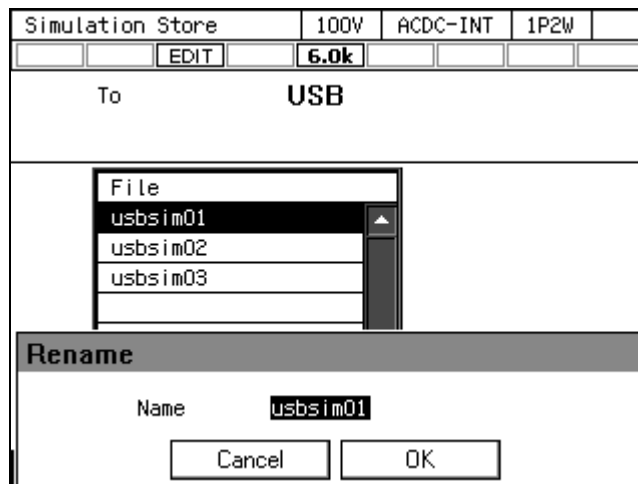 Simulation Store 100V ACDC-INT 1P2W
EDIT 6.0k
To USB
File
usbsim01
usbsim02
usbsim03
Rename
Name usbsim01
Cancel OK